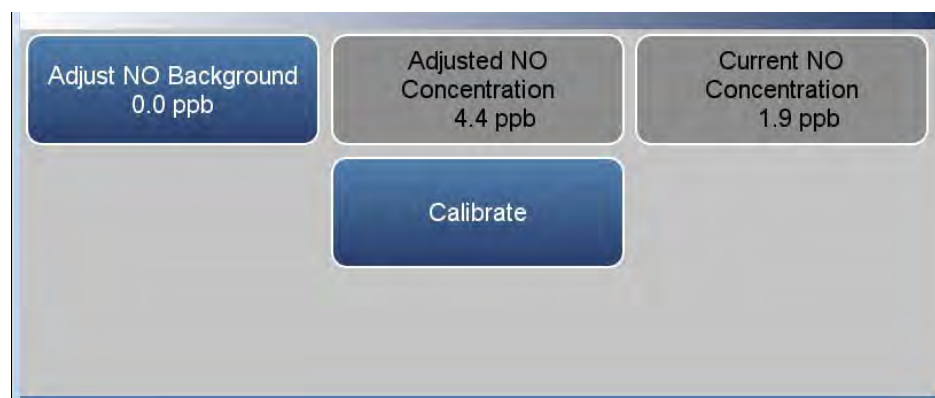 Adjust NO Background
0.0 ppb
Adjusted NO
Concentration
4.4 ppb
Current NO
Concentration
1.9 ppb
Calibrate